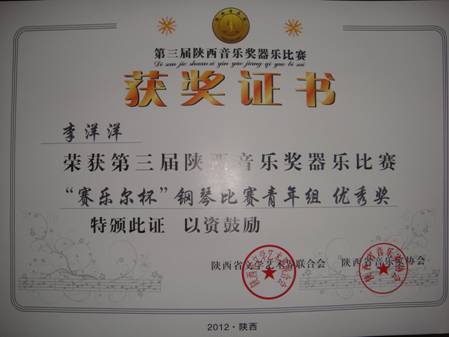 第三届陕西音乐奖器乐比赛
Di san jie shanxi yin yue jiang qi yue bi sai
获奖证书
李洋洋
荣获第三届陕西音乐奖器乐比赛
“赛乐尔杯”钢琴比赛青年组 优秀奖
特颁此证 以资鼓励
陕西省文学艺术界联合会 陕西省音乐家协会
2012·陕西